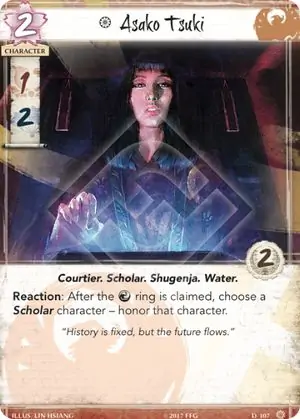 2
Asako Tsuki
CHARACTER
1
2
2
Courtier. Scholar. Shugenja. Water.
Reaction: After the ring is claimed, choose a
Scholar character – honor that character.
"History is fixed, but the future flows."
ILLUS. LIN HSIANG
©2017 FFG
D 107